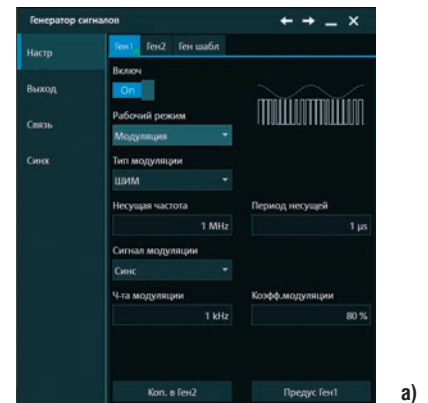 Генератор сигналов
Настр
Выход
Связь
Синх
Ген1 Ген2 Ген шабл
Включ
On
Рабочий режим
Модуляция
Тип модуляции
ШИМ
Несущая частота Период несущей
1 MHz 1 µs
Сигнал модуляции
Синс
Ч-та модуляции Коэфф.модуляции
1 kHz 80 %
Коп. в Ген2 Предус Ген1
а)